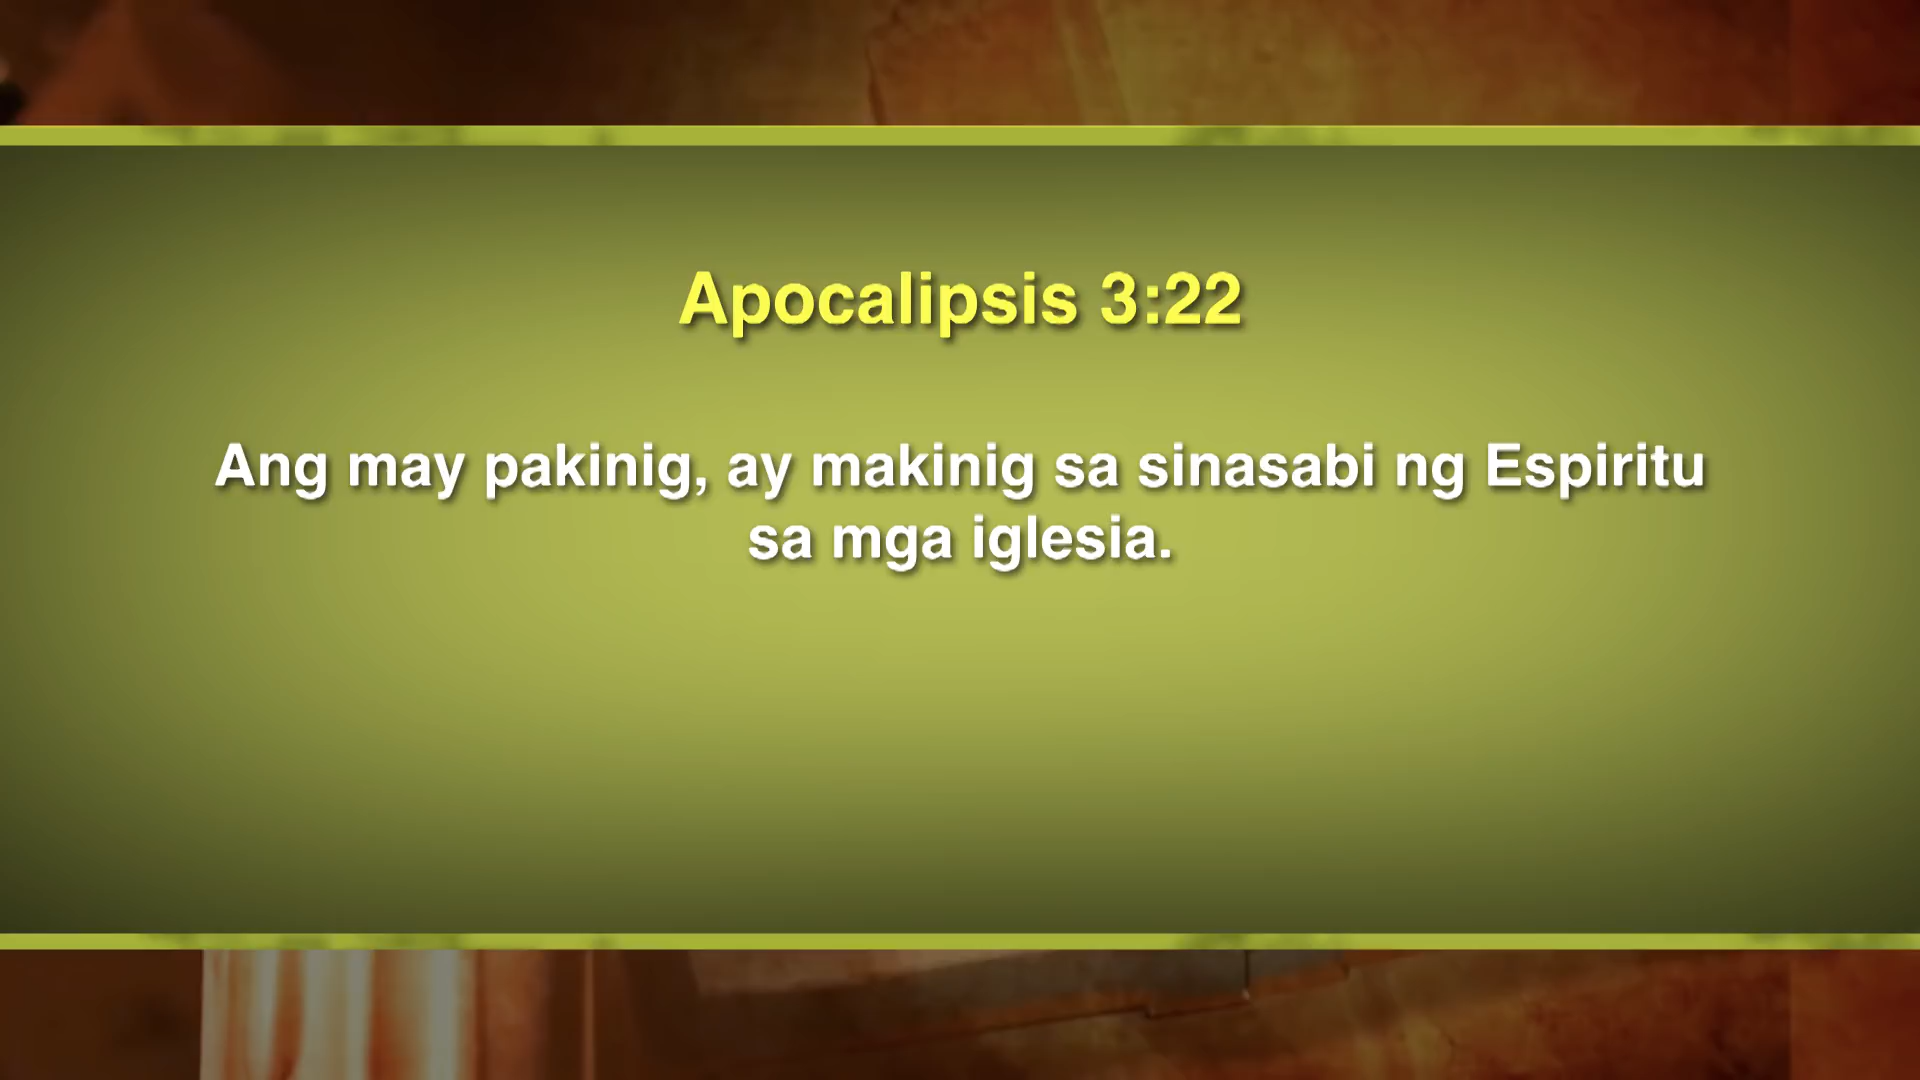 Apocalipsis 3:22
Ang may pakinig, ay makinig sa sinasabi ng Espiritu
sa mga iglesia.